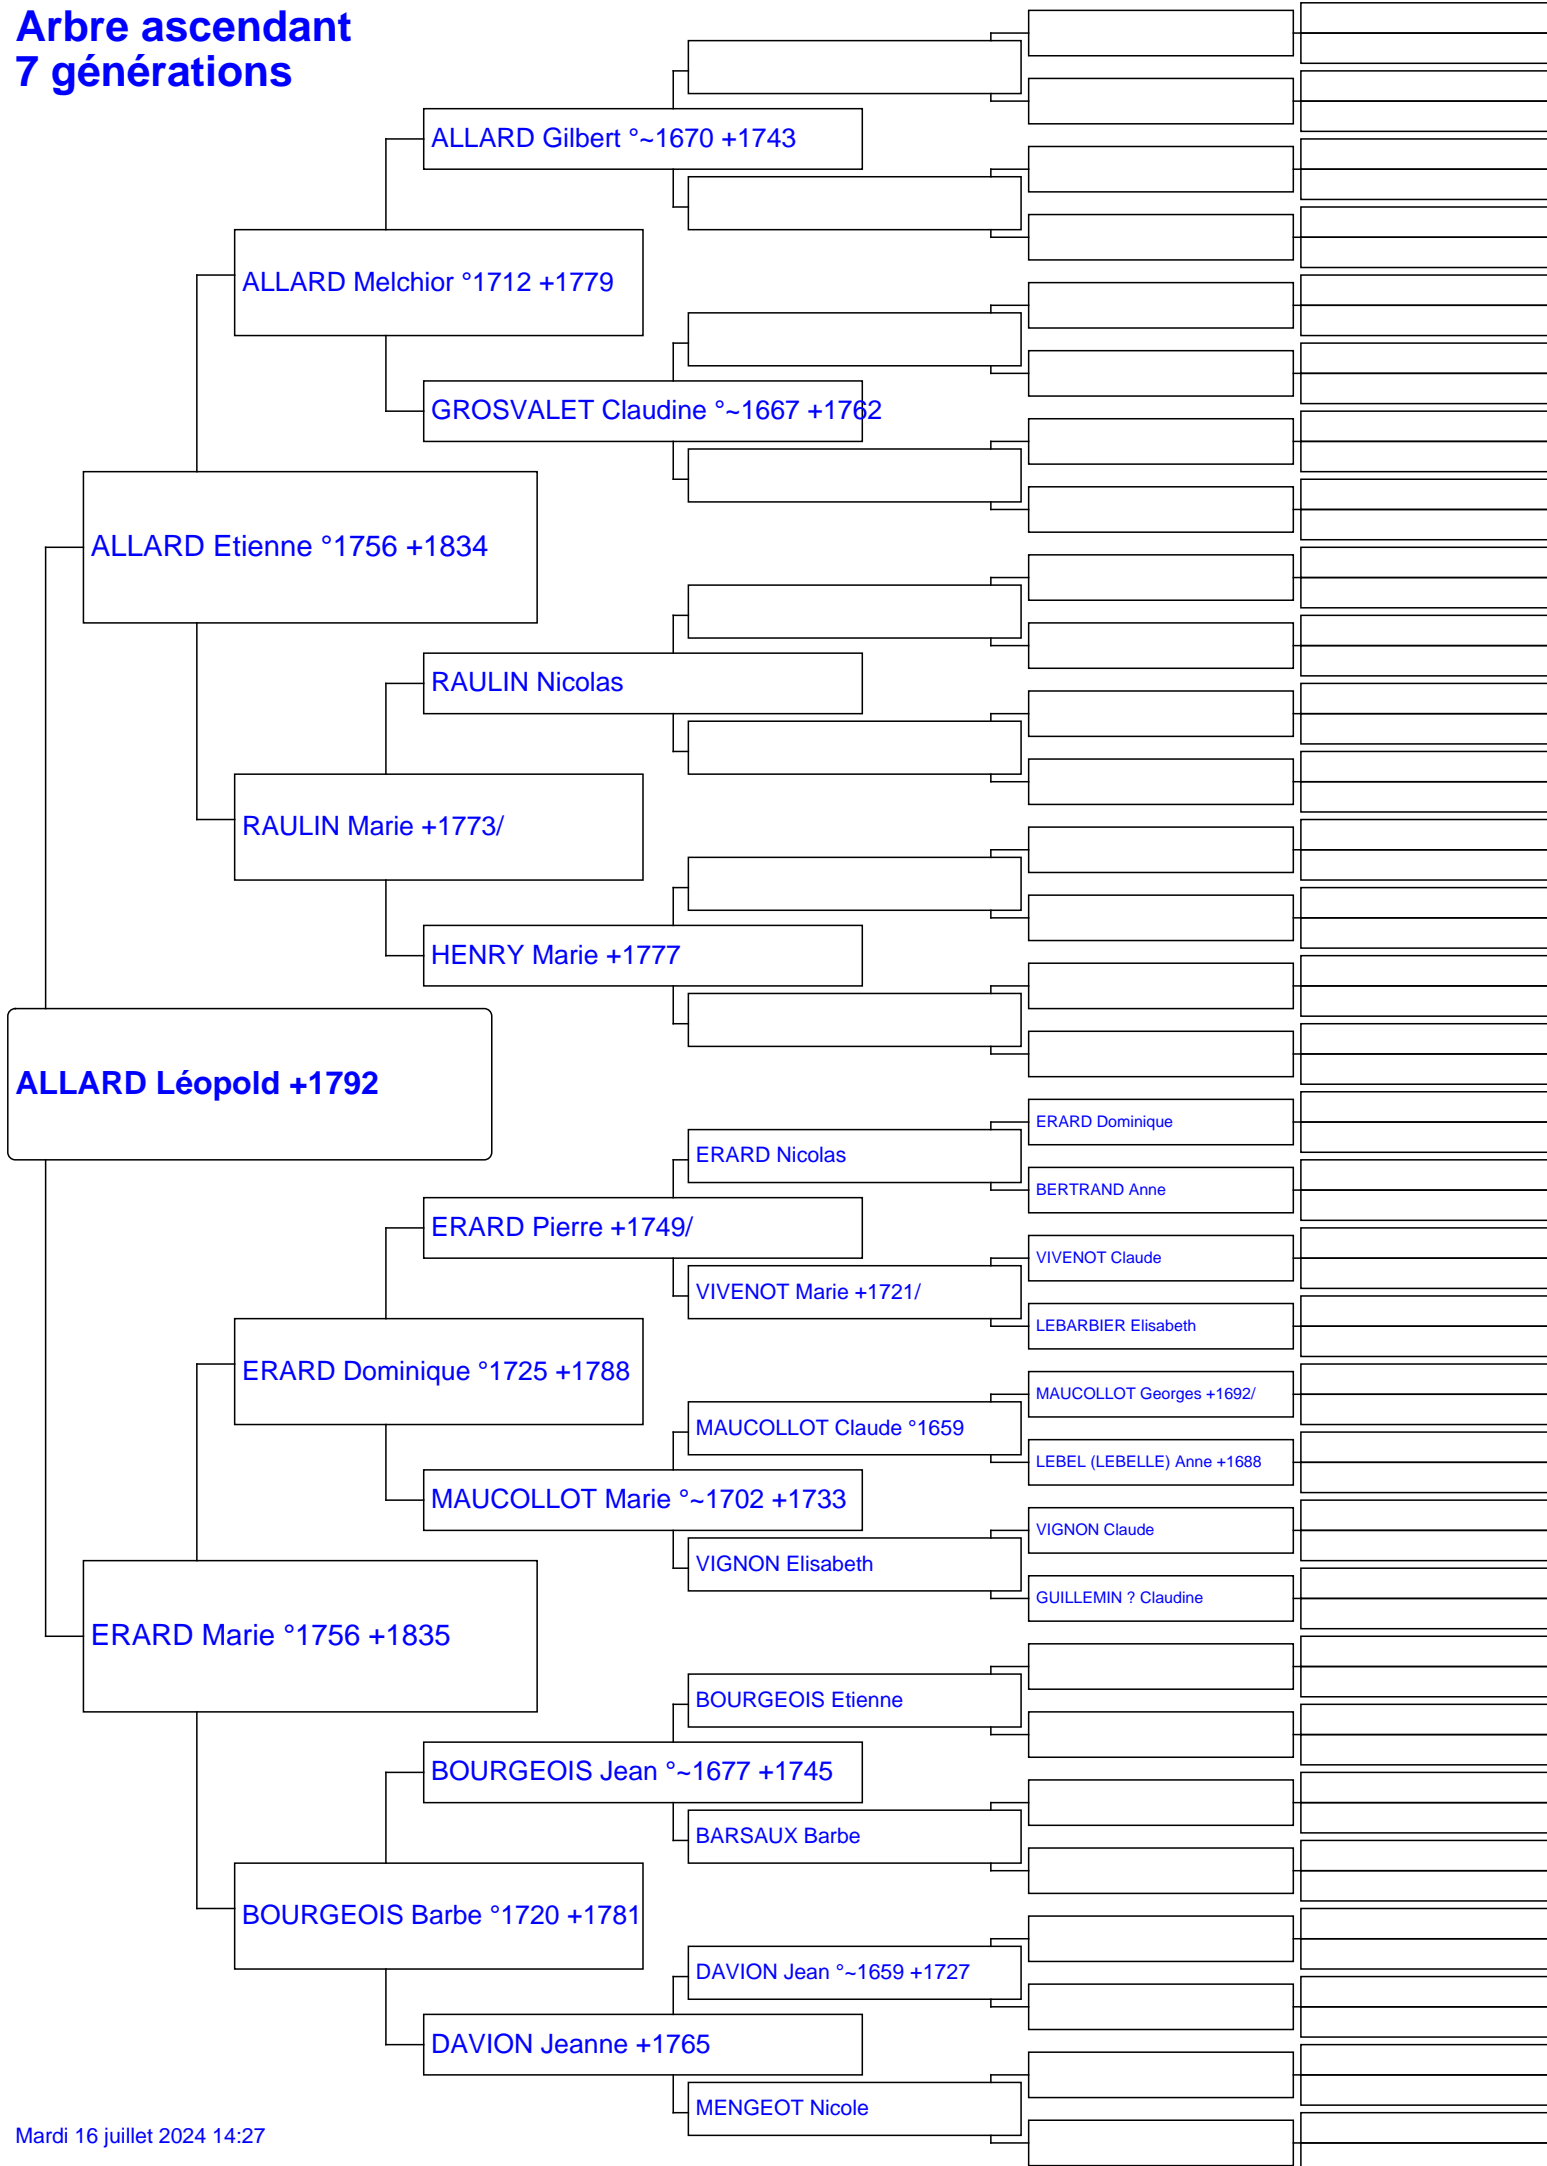 Arbre ascendant
7 générations
ALLARD Gilbert °~1670 +1743
ALLARD Melchior °1712 +1779
GROSVALET Claudine °~1667 +1762
ALLARD Etienne °1756 +1834
RAULIN Nicolas
RAULIN Marie +1773/
HENRY Marie +1777
ALLARD Léopold +1792
ERARD Dominique
ERARD Nicolas
BERTRAND Anne
ERARD Pierre +1749/
VIVENOT Claude
VIVENOT Marie +1721/
LEBARBIER Elisabeth
ERARD Dominique °1725 +1788
MAUCOLLOT Georges +1692/
MAUCOLLOT Claude °1659
LEBEL (LEBELLE) Anne +1688
MAUCOLLOT Marie °~1702 +1733
VIGNON Claude
VIGNON Elisabeth
GUILLEMIN ? Claudine
ERARD Marie °1756 +1835
BOURGEOIS Etienne
BOURGEOIS Jean °~1677 +1745
BARSAUX Barbe
BOURGEOIS Barbe °1720 +1781
DAVION Jean °~1659 +1727
DAVION Jeanne +1765
MENGEOT Nicole
Mardi 16 juillet 2024 14:27